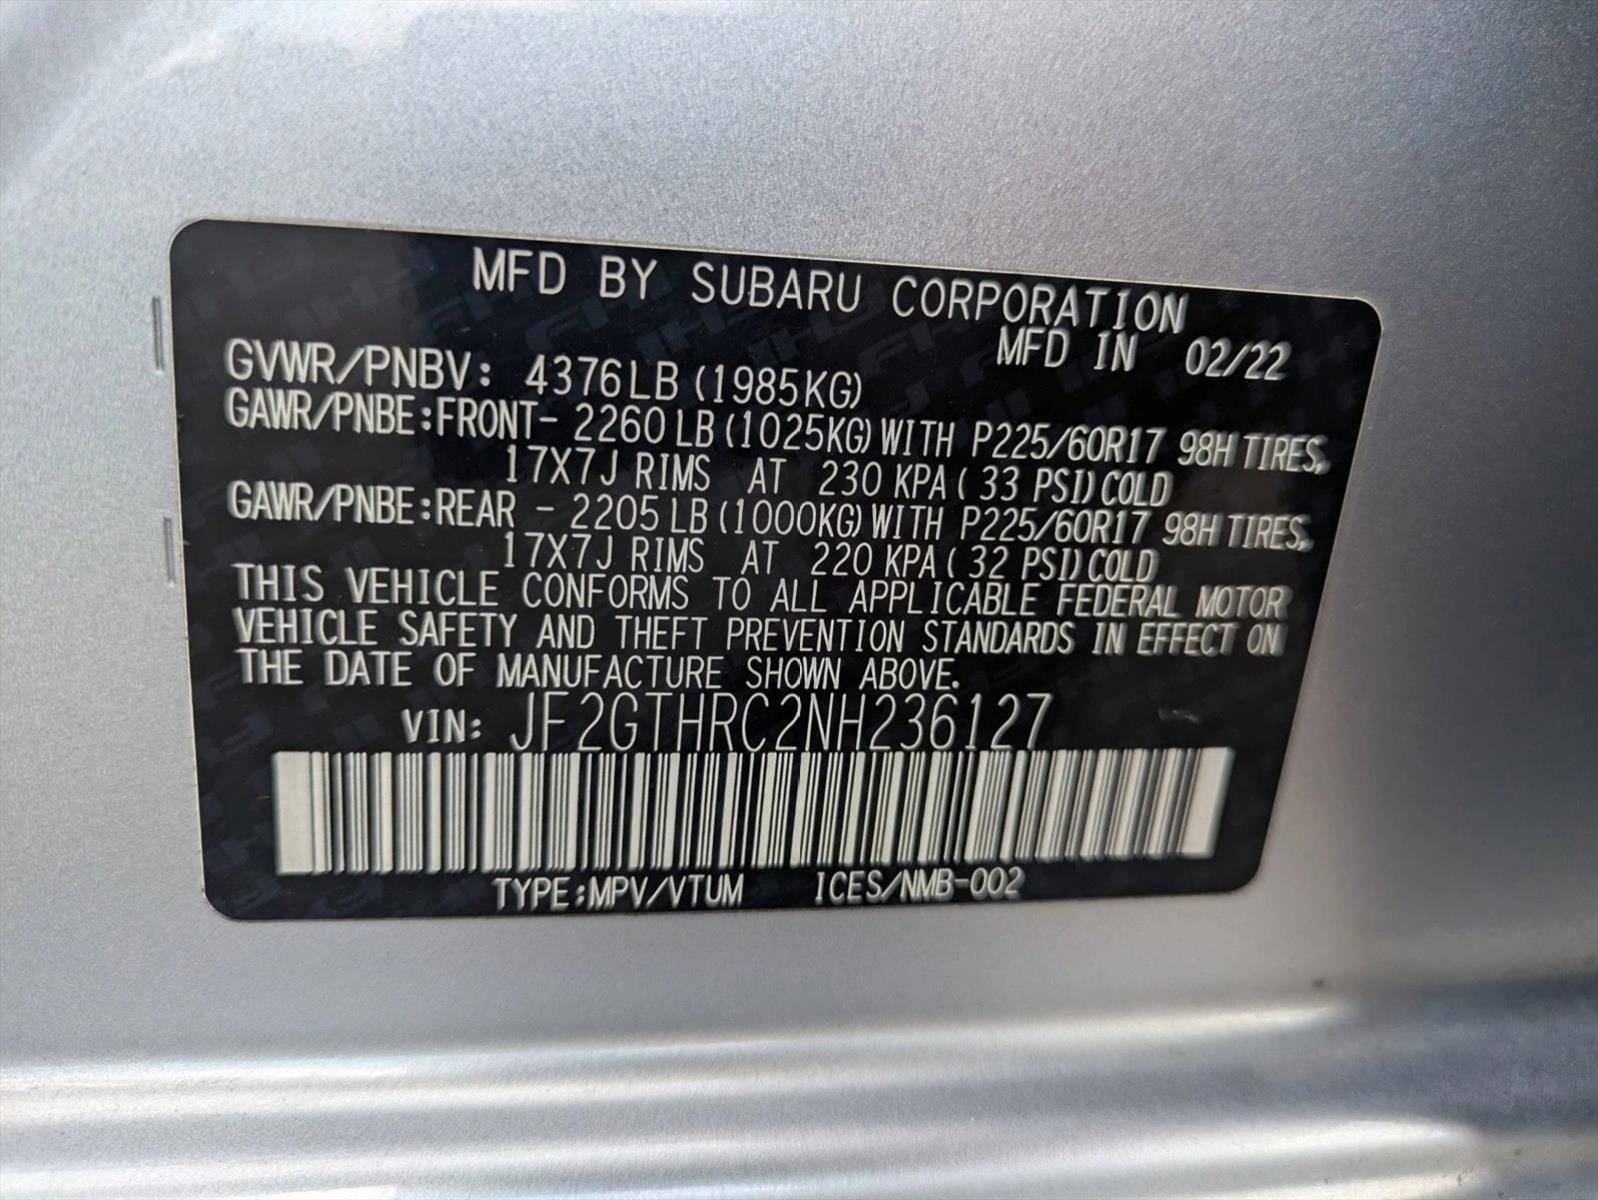 MFD BY SUBARU CORPORATION
MFD IN 02/22
GVWR/PNBV: 4376LB (1985KG)
GAWR/PNBE:FRONT- 2260 LB (1025KG) WITH P225/60R17 98H TIRES,
17X7J RIMS AT 230 KPA ( 33 PSI) COLD
GAWR/PNBE:REAR - 2205 LB (1000KG) WITH P225/60R17 98H TIRES,
17X7J RIMS AT 220 KPA ( 32 PSI) COLD
THIS VEHICLE CONFORMS TO ALL APPLICABLE FEDERAL MOTOR
VEHICLE SAFETY AND THEFT PREVENTION STANDARDS IN EFFECT ON
THE DATE OF MANUFACTURE SHOWN ABOVE.
VIN: JF2GTHRC2NH236127
TYPE:MPV/VTUM ICES/NMB-002